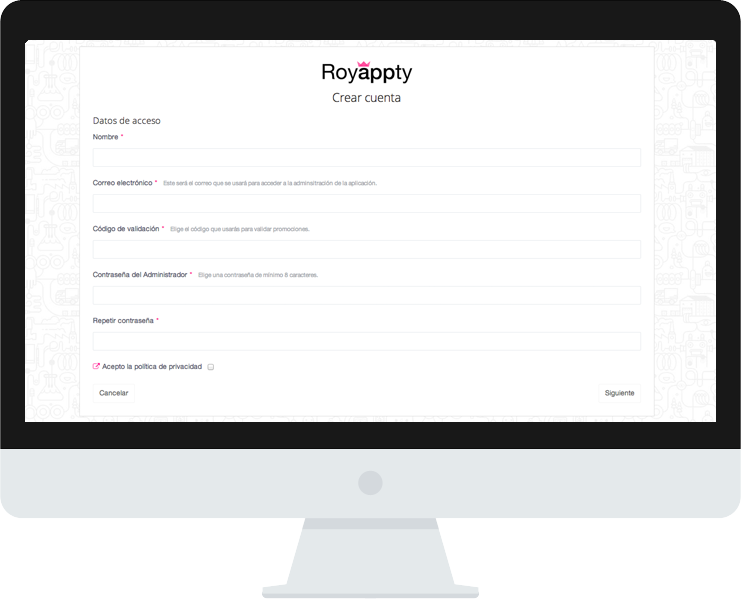 Royappty
Crear cuenta
Datos de acceso
Nombre *
Correo electrónico * Este será el correo que se usará para acceder a la adminsitración de la aplicación.
Código de validación * Elige el código que usarás para validar promociones.
Contraseña del Administrador * Elige una contraseña de mínimo 8 caracteres.
Repetir contraseña *
Acepto la política de privacidad
Cancelar Siguiente